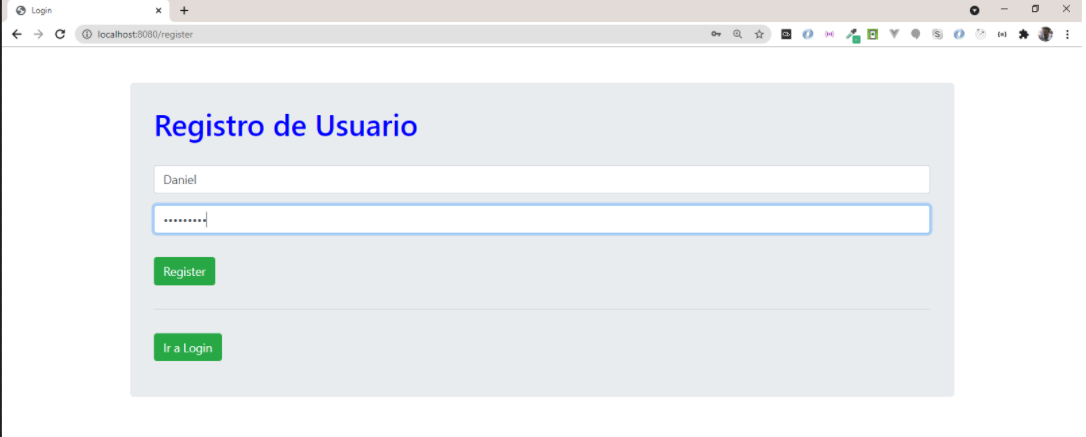 Login
localhost:8080/register
Registro de Usuario
Daniel
•••••••••
Register
Ir a Login